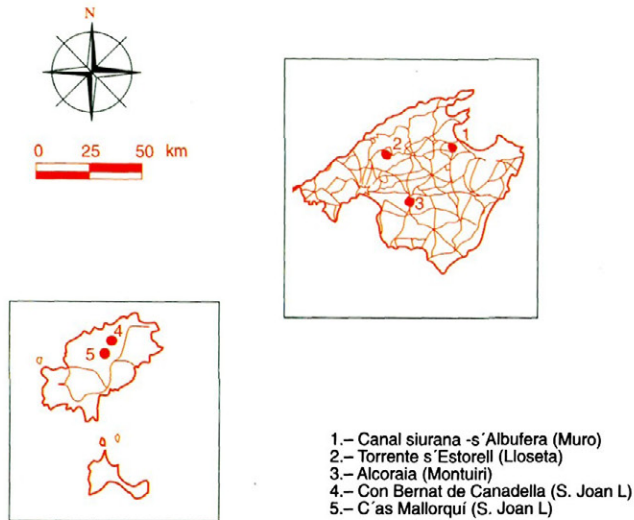 N
0 25 50 km
1
2
3
4
5
1.– Canal siurana -s´Albufera (Muro)
2.– Torrente s´Estorell (Lloseta)
3.– Alcoraia (Montuiri)
4.– Con Bernat de Canadella (S. Joan L)
5.– C´as Mallorquí (S. Joan L)